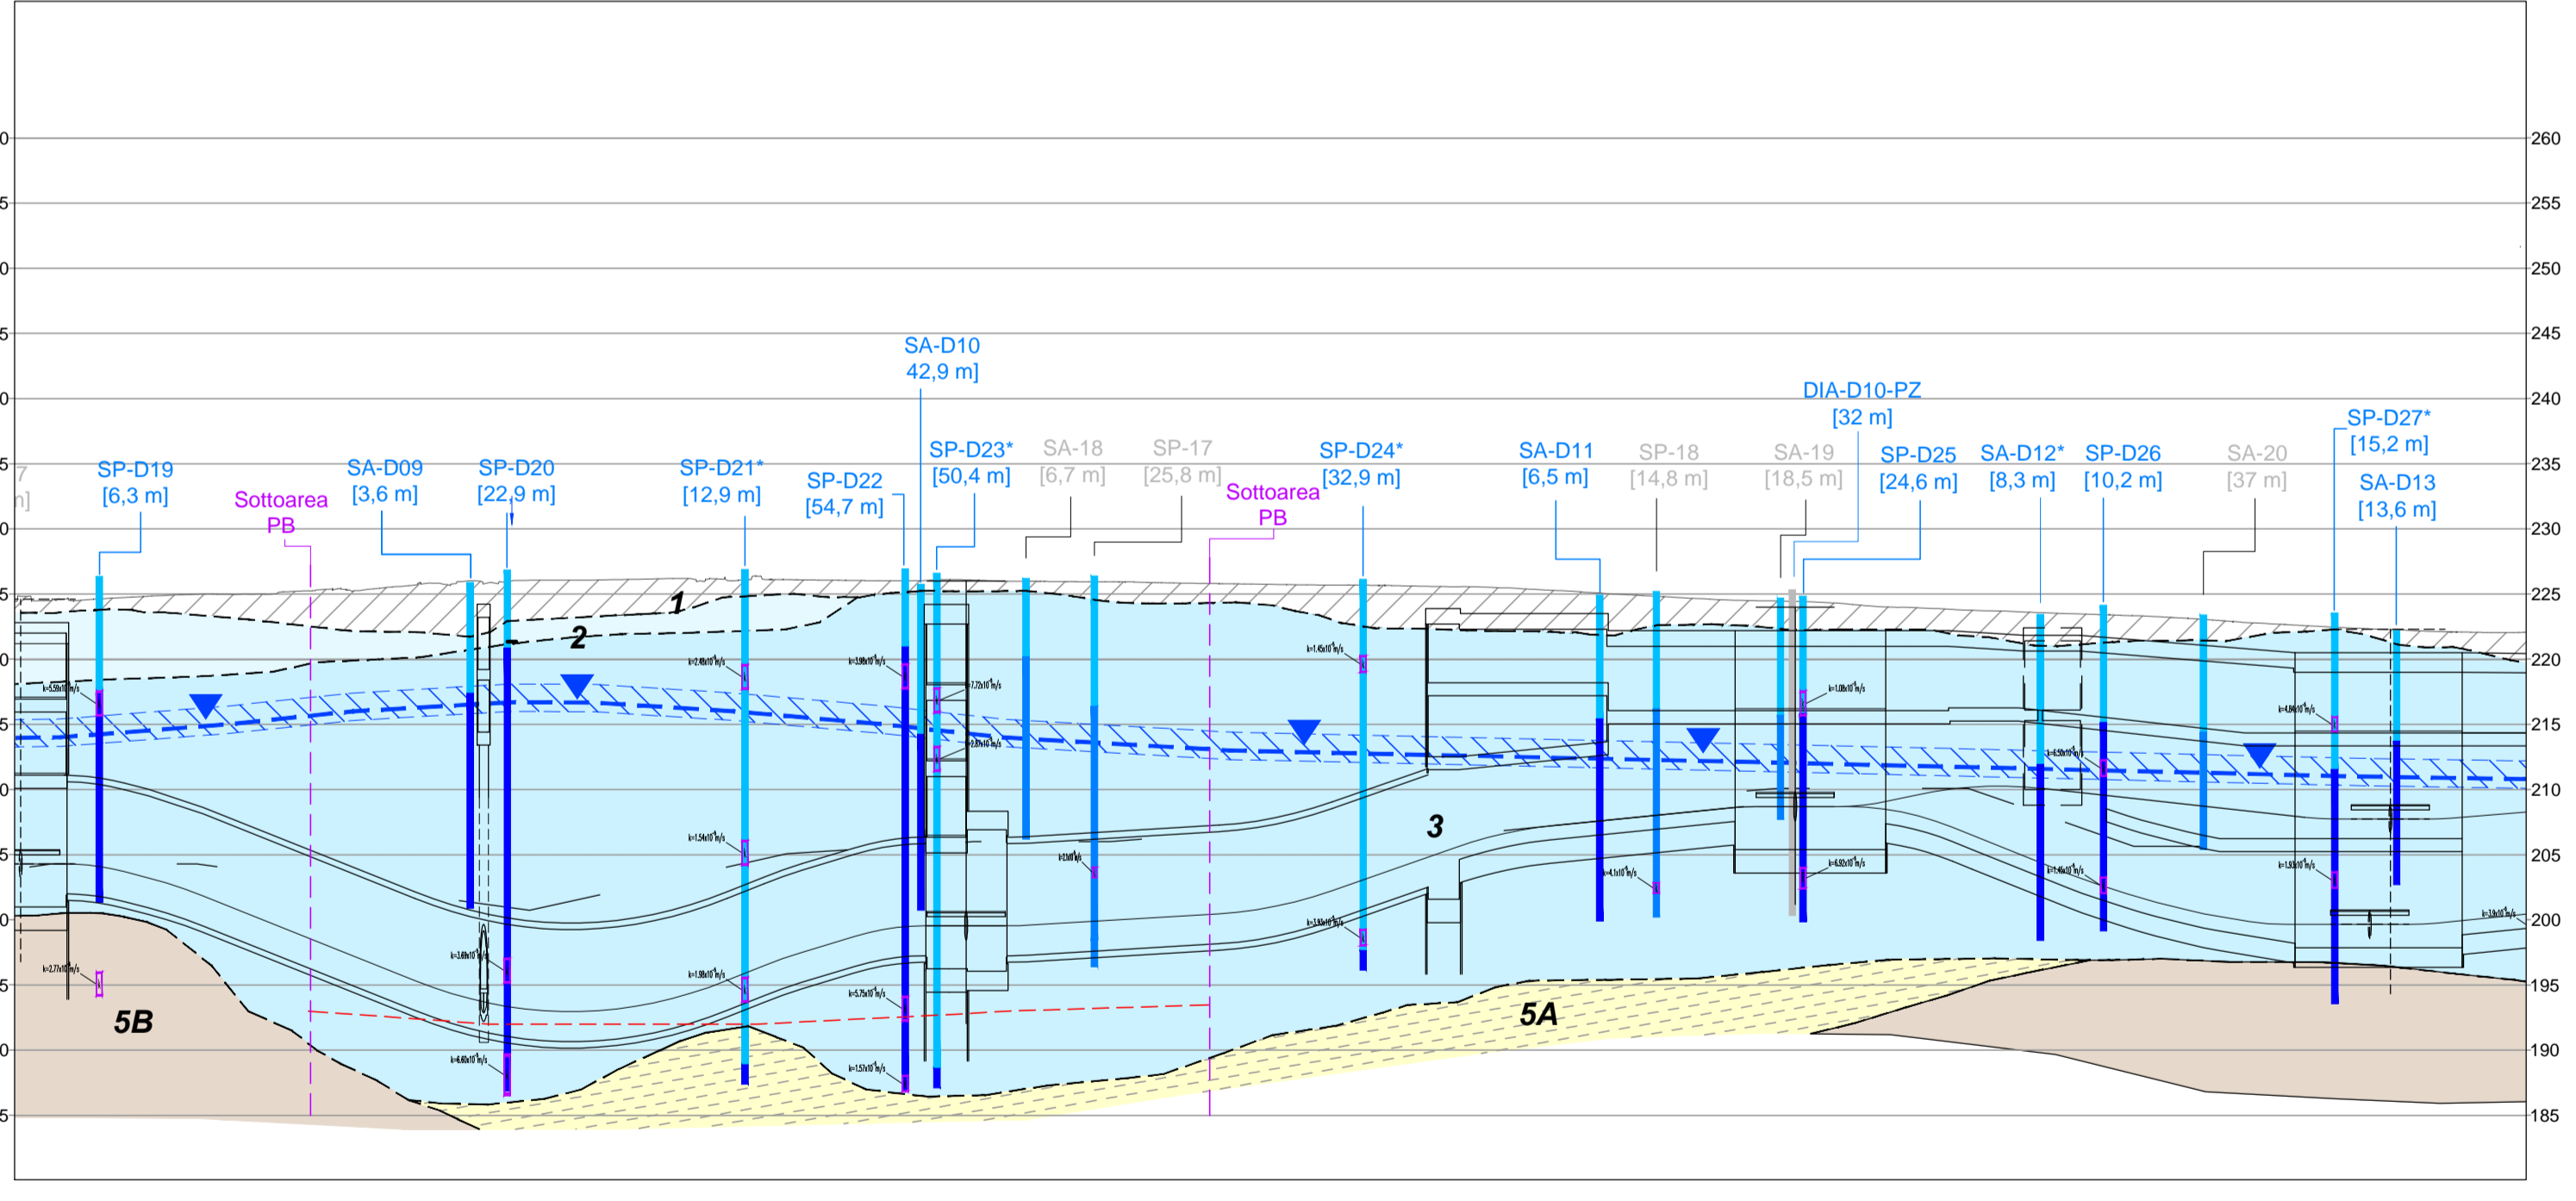 SA-D10
42,9 m]
DIA-D10-PZ
[32 m]
SP-D19
[6,3 m]
Sottoarea
PB
SA-D09
[3,6 m]
SP-D20
[22,9 m]
SP-D21*
[12,9 m]
SP-D22
[54,7 m]
SP-D23*
[50,4 m]
SA-18
[6,7 m]
SP-17
[25,8 m]
Sottoarea
PB
SP-D24*
[32,9 m]
SA-D11
[6,5 m]
SP-18
[14,8 m]
SA-19
[18,5 m]
SP-D25
[24,6 m]
SA-D12*
[8,3 m]
SP-D26
[10,2 m]
SA-20
[37 m]
SP-D27*
[15,2 m]
SA-D13
[13,6 m]
1
2
3
5A
5B
260
255
250
245
240
235
230
225
220
215
210
205
200
195
190
185